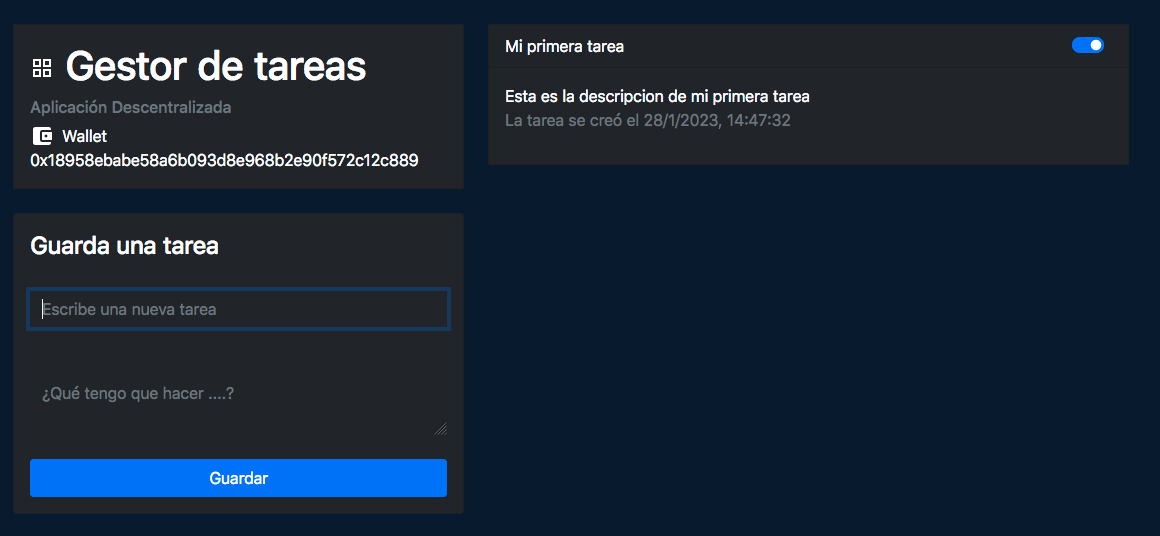 Gestor de tareas
Aplicación Descentralizada
Wallet
0x18958ebabe58a6b093d8e968b2e90f572c12c889
Guarda una tarea
Escribe una nueva tarea
¿Qué tengo que hacer ....?
Guardar
Mi primera tarea
Esta es la descripcion de mi primera tarea
La tarea se creó el 28/1/2023, 14:47:32